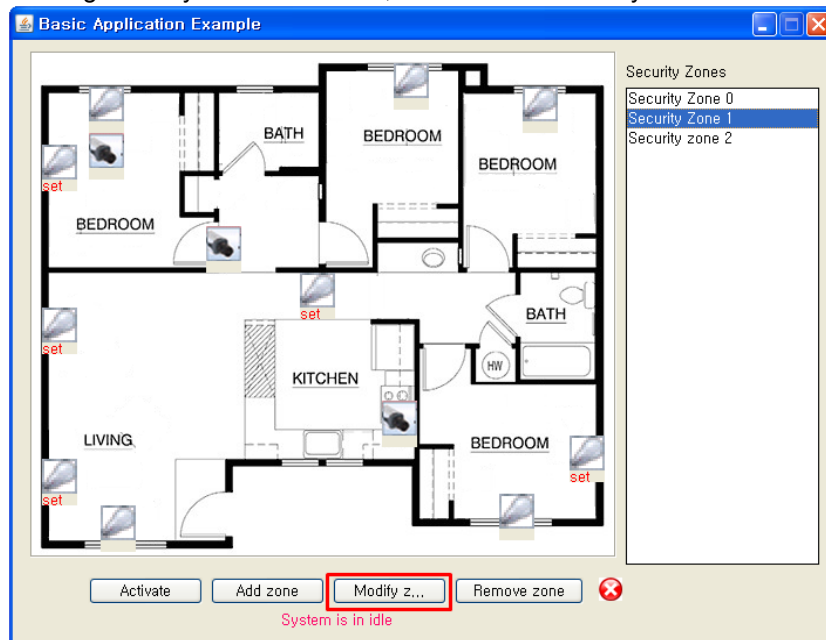 Basic Application Example
Security Zones
Security Zone 0
Security Zone 1
Security zone 2
BATH
BEDROOM
BEDROOM
set
BEDROOM
set
BATH
set
HW
KITCHEN
LIVING
BEDROOM
set
set
Activate
Add zone
Modify z...
Remove zone
System is in idle